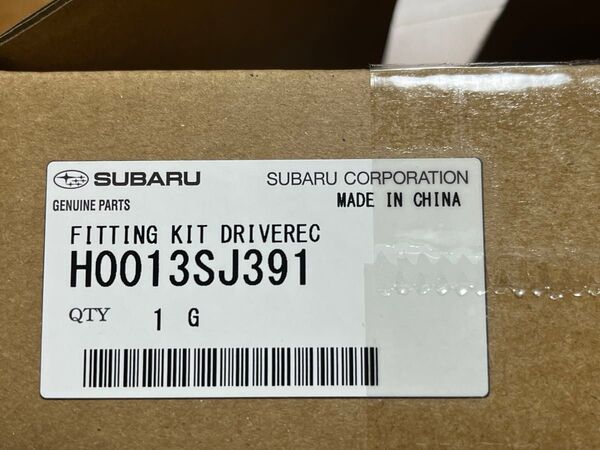 SUBARU SUBARU CORPORATION
GENUINE PARTS MADE IN CHINA
FITTING KIT DRIVEREC
H0013SJ391
QTY 1 G